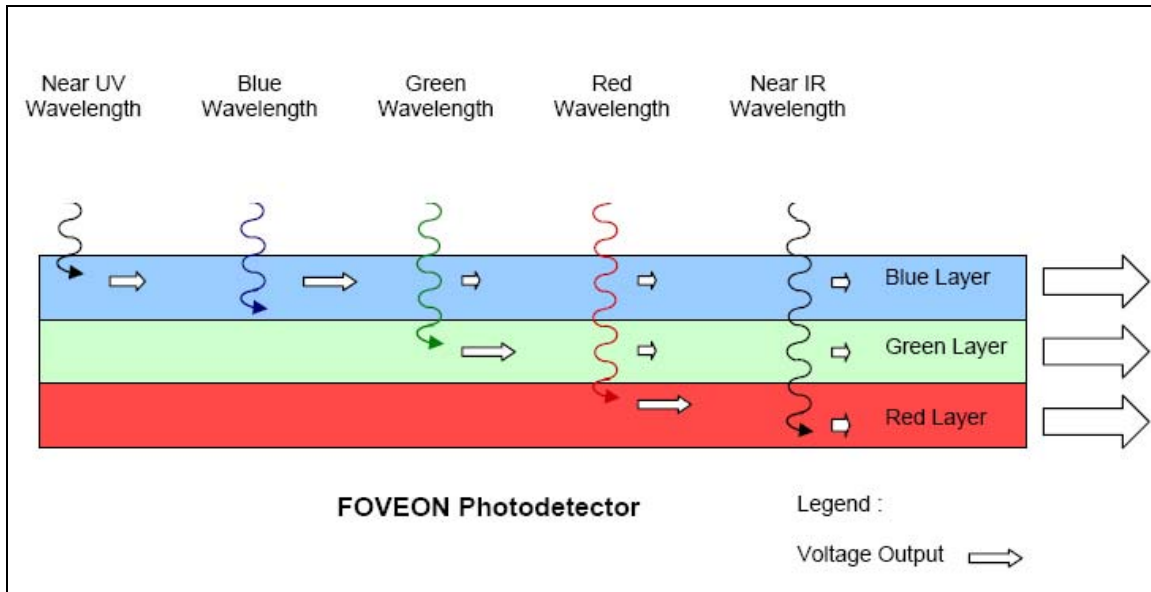 Near UV
Wavelength
Blue
Wavelength
Green
Wavelength
Red
Wavelength
Near IR
Wavelength
Blue Layer
Green Layer
Red Layer
FOVEON Photodetector
Legend :
Voltage Output